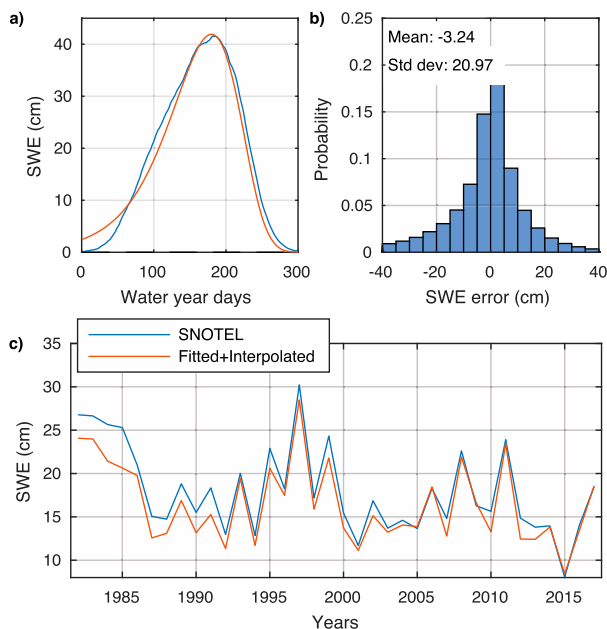 a)
SWE (cm)
40
30
20
10
0
0
100
200
300
Water year days
b)
Mean: -3.24
Std dev: 20.97
Probability
0.25
0.2
0.15
0.1
0.05
0
-40
-20
0
20
40
SWE error (cm)
c)
SNOTEL
Fitted+Interpolated
SWE (cm)
35
30
25
20
15
10
1985
1990
1995
2000
2005
2010
2015
Years